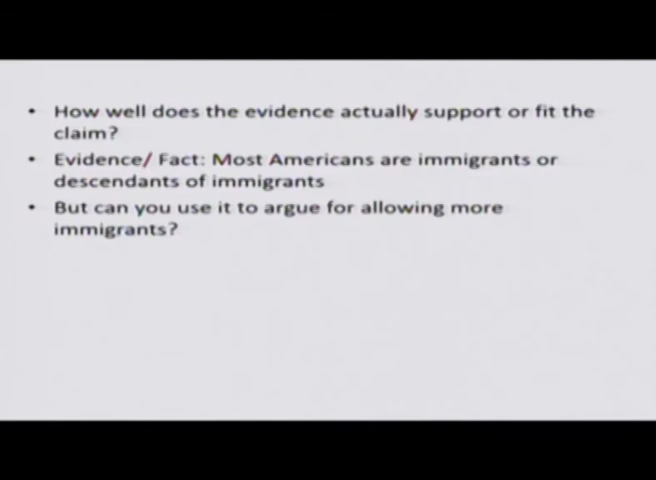 • How well does the evidence actually support or fit the
claim?
• Evidence/ Fact: Most Americans are immigrants or
descendants of immigrants
• But can you use it to argue for allowing more
immigrants?